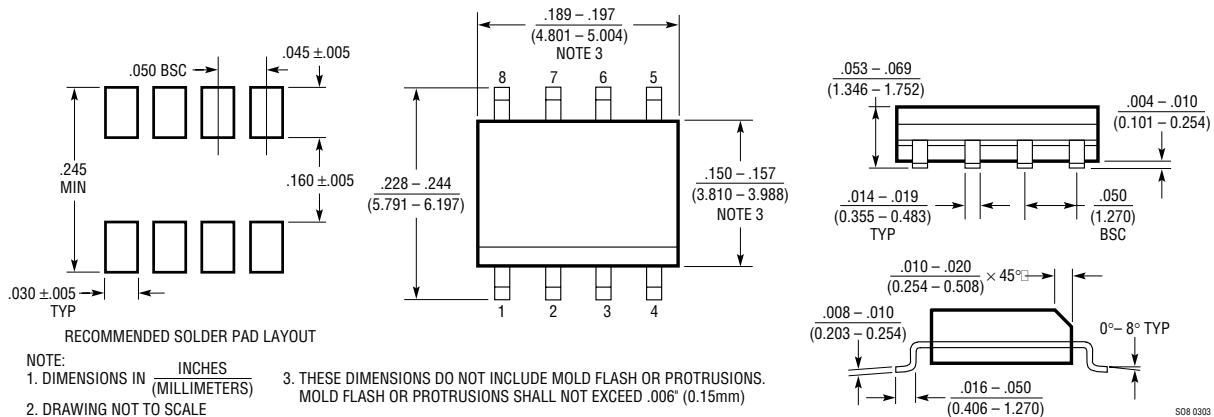 .050 BSC
.045 ±.005
.245
MIN
.160 ±.005
.030 ±.005
TYP
RECOMMENDED SOLDER PAD LAYOUT
.189 – .197
(4.801 – 5.004)
NOTE 3
8 7 6 5
.228 – .244
(5.791 – 6.197)
.150 – .157
(3.810 – 3.988)
NOTE 3
1 2 3 4
.053 – .069
(1.346 – 1.752)
.004 – .010
(0.101 – 0.254)
.014 – .019
(0.355 – 0.483)
TYP
.050
(1.270)
BSC
.010 – .020
(0.254 – 0.508)
× 45°
.008 – .010
(0.203 – 0.254)
0°– 8° TYP
.016 – .050
(0.406 – 1.270)
NOTE:
1. DIMENSIONS IN INCHES
(MILLIMETERS)
2. DRAWING NOT TO SCALE
3. THESE DIMENSIONS DO NOT INCLUDE MOLD FLASH OR PROTRUSIONS.
MOLD FLASH OR PROTRUSIONS SHALL NOT EXCEED .006" (0.15mm)
SO8 0303